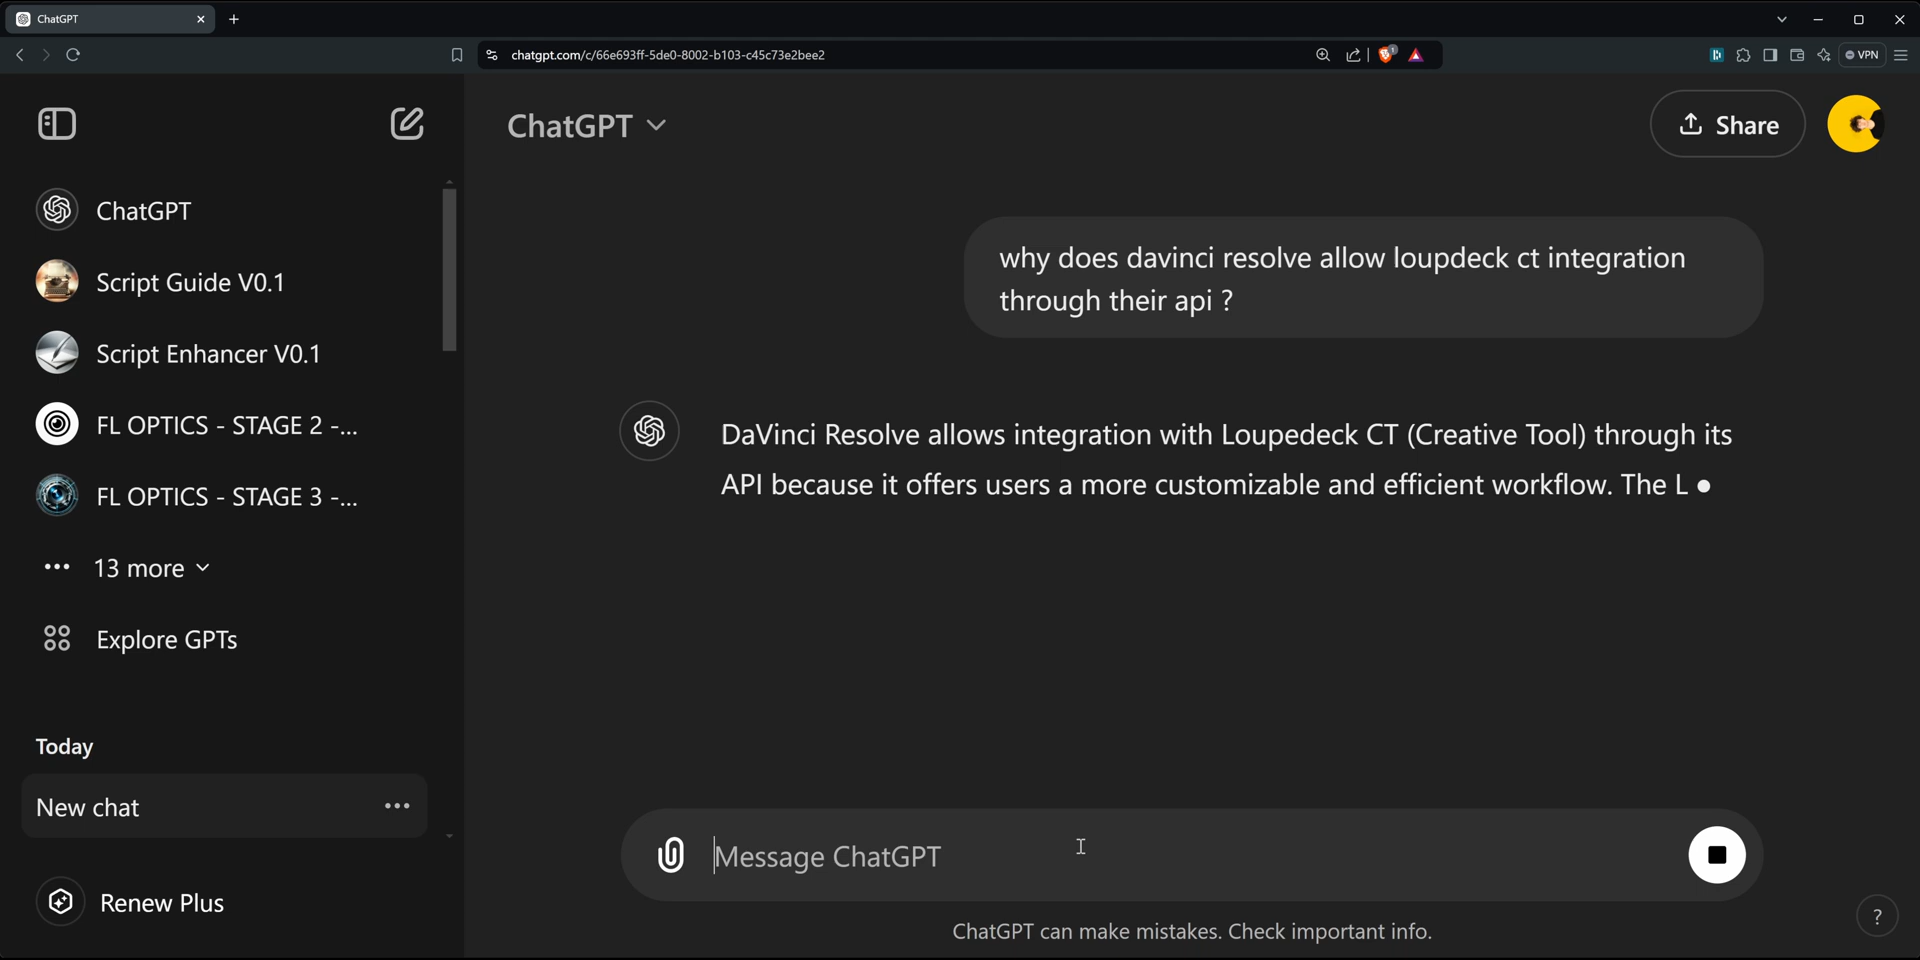 ChatGPT
chatgpt.com/c/66e693ff-5de0-8002-b103-c45c73e2bee2
1
VPN
ChatGPT
Script Guide V0.1
Script Enhancer V0.1
FL OPTICS - STAGE 2 -...
FL OPTICS - STAGE 3 -...
13 more
Explore GPTs
Today
New chat
Renew Plus
ChatGPT
Share
why does davinci resolve allow loupdeck ct integration
through their api ?
DaVinci Resolve allows integration with Loupedeck CT (Creative Tool) through its
API because it offers users a more customizable and efficient workflow. The L
Message ChatGPT
ChatGPT can make mistakes. Check important info.
?